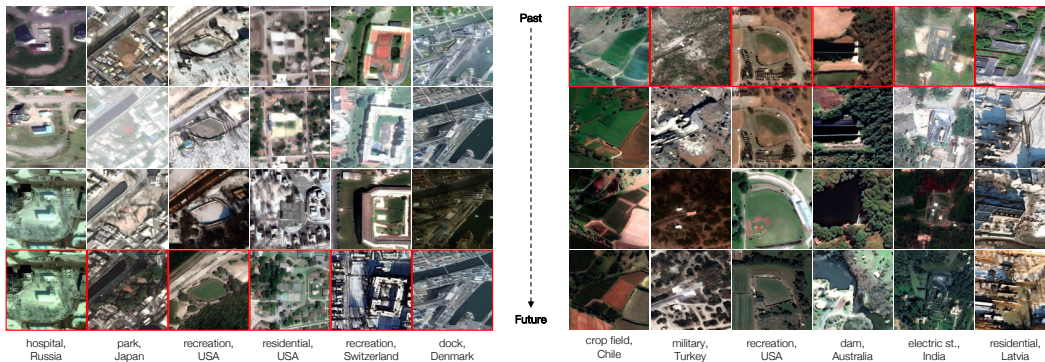 Past
Future
hospital,
Russia
park,
Japan
recreation,
USA
residential,
USA
recreation,
Switzerland
dock,
Denmark
crop field,
Chile
military,
Turkey
recreation,
USA
dam,
Australia
electric st.,
India
residential,
Latvia